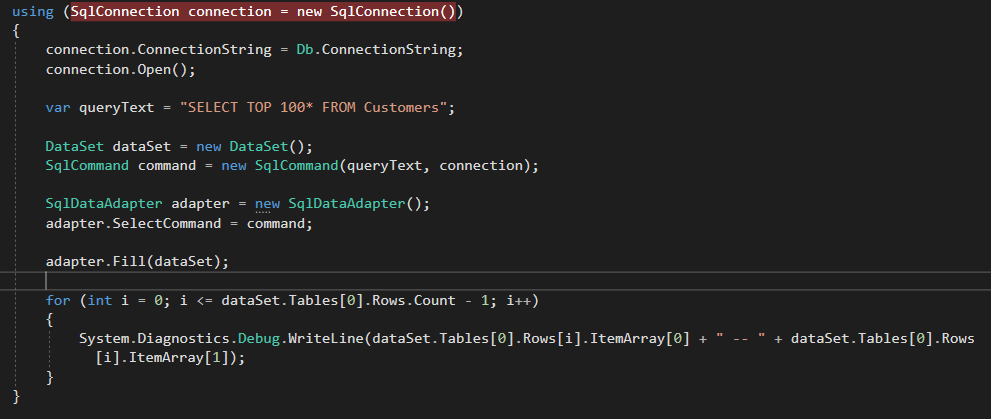 using (SqlConnection connection = new SqlConnection())
{
    connection.ConnectionString = Db.ConnectionString;
    connection.Open();
    var queryText = "SELECT TOP 100* FROM Customers";
    DataSet dataSet = new DataSet();
    SqlCommand command = new SqlCommand(queryText, connection);
    SqlDataAdapter adapter = new SqlDataAdapter();
    adapter.SelectCommand = command;
    adapter.Fill(dataSet);
    for (int i = 0; i <= dataSet.Tables[0].Rows.Count - 1; i++)
    {
        System.Diagnostics.Debug.WriteLine(dataSet.Tables[0].Rows[i].ItemArray[0] + " -- " + dataSet.Tables[0].Rows
          [i].ItemArray[1]);
    }
}